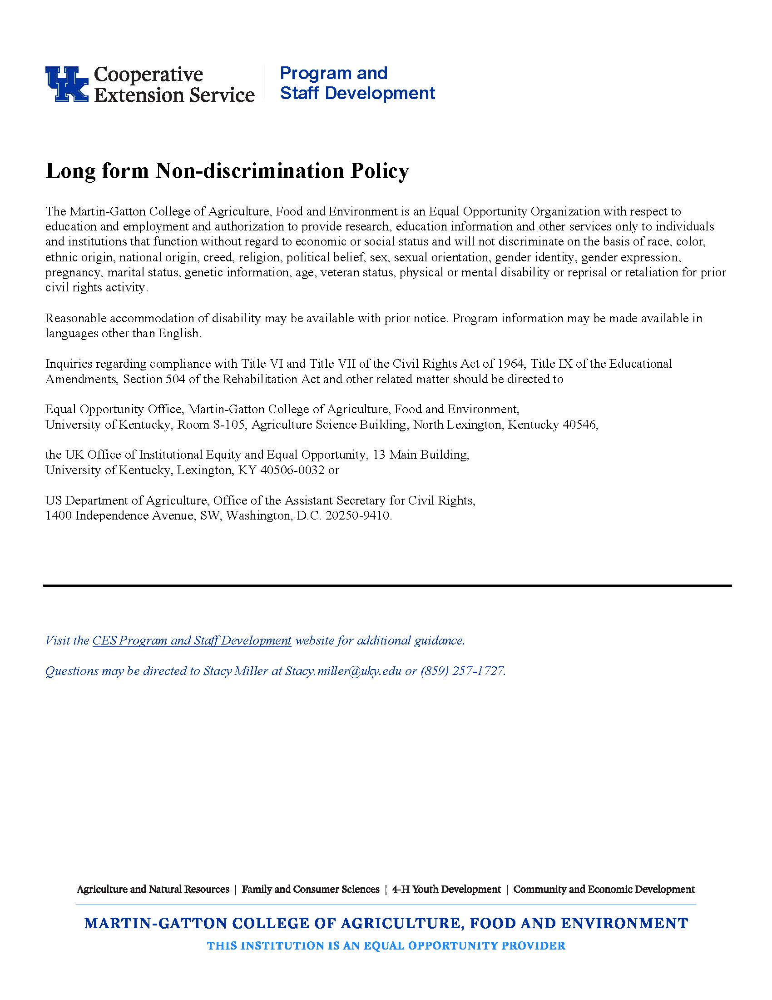 UK Cooperative
Extension Service
Program and
Staff Development
Long form Non-discrimination Policy
The Martin-Gatton College of Agriculture, Food and Environment is an Equal Opportunity Organization with respect to
education and employment and authorization to provide research, education information and other services only to individuals
and institutions that function without regard to economic or social status and will not discriminate on the basis of race, color,
ethnic origin, national origin, creed, religion, political belief, sex, sexual orientation, gender identity, gender expression,
pregnancy, marital status, genetic information, age, veteran status, physical or mental disability or reprisal or retaliation for prior
civil rights activity.
Reasonable accommodation of disability may be available with prior notice. Program information may be made available in
languages other than English.
Inquiries regarding compliance with Title VI and Title VII of the Civil Rights Act of 1964, Title IX of the Educational
Amendments, Section 504 of the Rehabilitation Act and other related matter should be directed to
Equal Opportunity Office, Martin-Gatton College of Agriculture, Food and Environment,
University of Kentucky, Room S-105, Agriculture Science Building, North Lexington, Kentucky 40546,
the UK Office of Institutional Equity and Equal Opportunity, 13 Main Building,
University of Kentucky, Lexington, KY 40506-0032 or
US Department of Agriculture, Office of the Assistant Secretary for Civil Rights,
1400 Independence Avenue, SW, Washington, D.C. 20250-9410.
Visit the CES Program and Staff Development website for additional guidance.
Questions may be directed to Stacy Miller at Stacy.miller@uky.edu or (859) 257-1727.
Agriculture and Natural Resources | Family and Consumer Sciences | 4-H Youth Development | Community and Economic Development
MARTIN-GATTON COLLEGE OF AGRICULTURE, FOOD AND ENVIRONMENT
THIS INSTITUTION IS AN EQUAL OPPORTUNITY PROVIDER